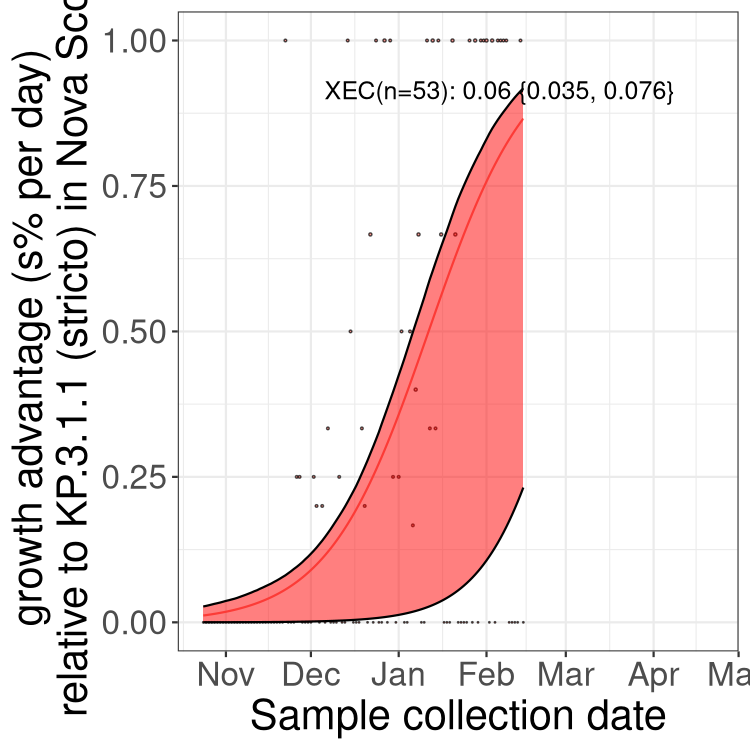 growth advantage (s% per day)
relative to KP.3.1.1 (stricto) in Nova Sco
1.00
0.75
0.50
0.25
0.00
XEC(n=53): 0.06 {0.035, 0.076}
Nov Dec Jan Feb Mar Apr Ma
Sample collection date